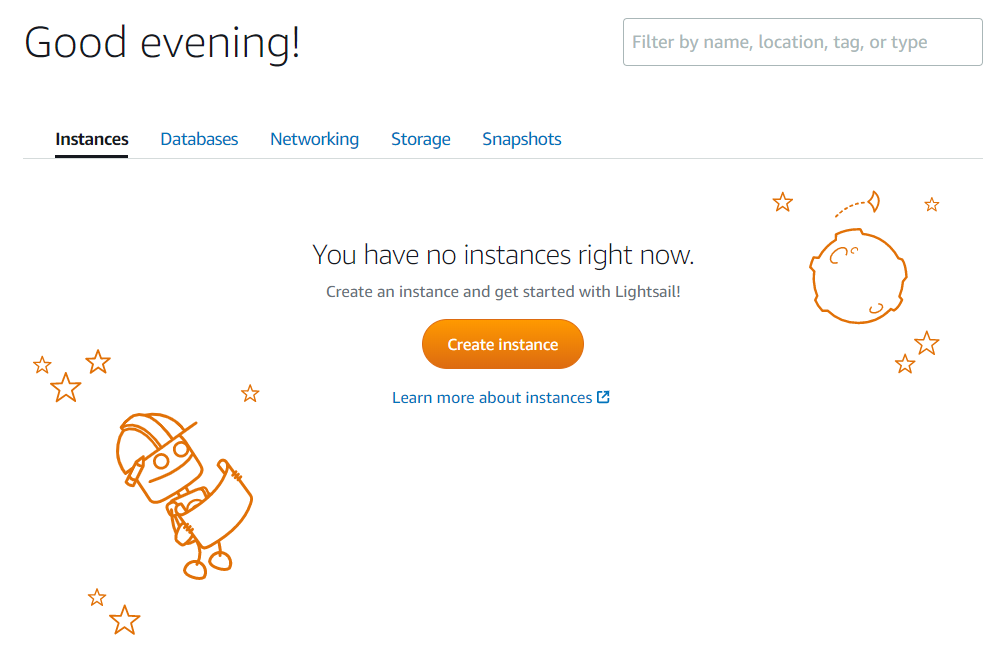 Good evening!
Filter by name, location, tag, or type
Instances Databases Networking Storage Snapshots
You have no instances right now.
Create an instance and get started with Lightsail!
Create instance
Learn more about instances